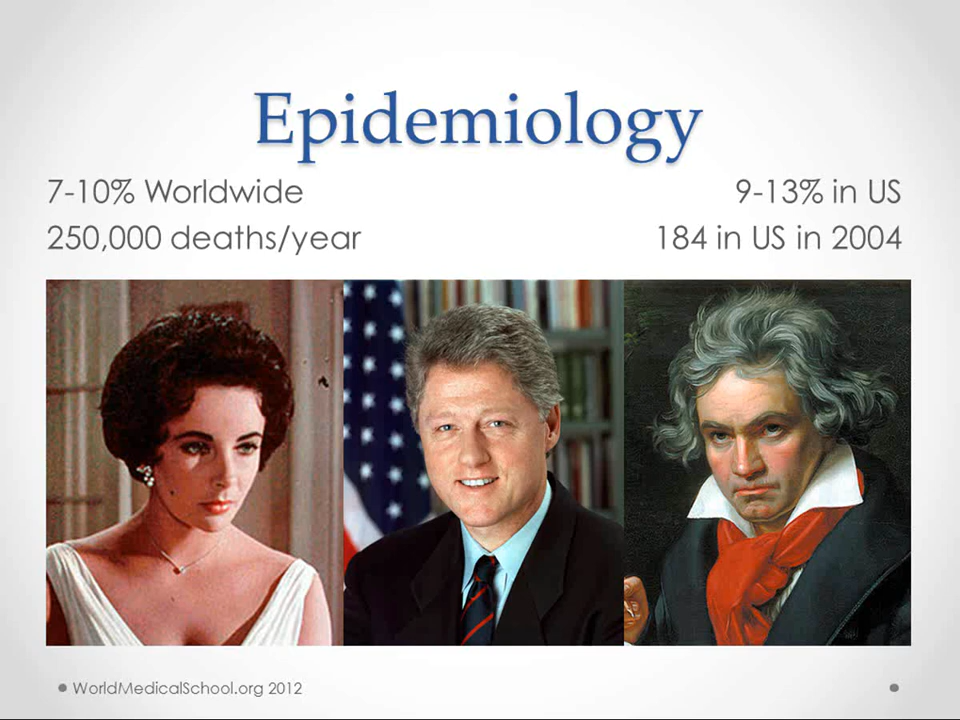 Epidemiology
7-10% Worldwide
250,000 deaths/year
9-13% in US
184 in US in 2004
WorldMedicalSchool.org 2012